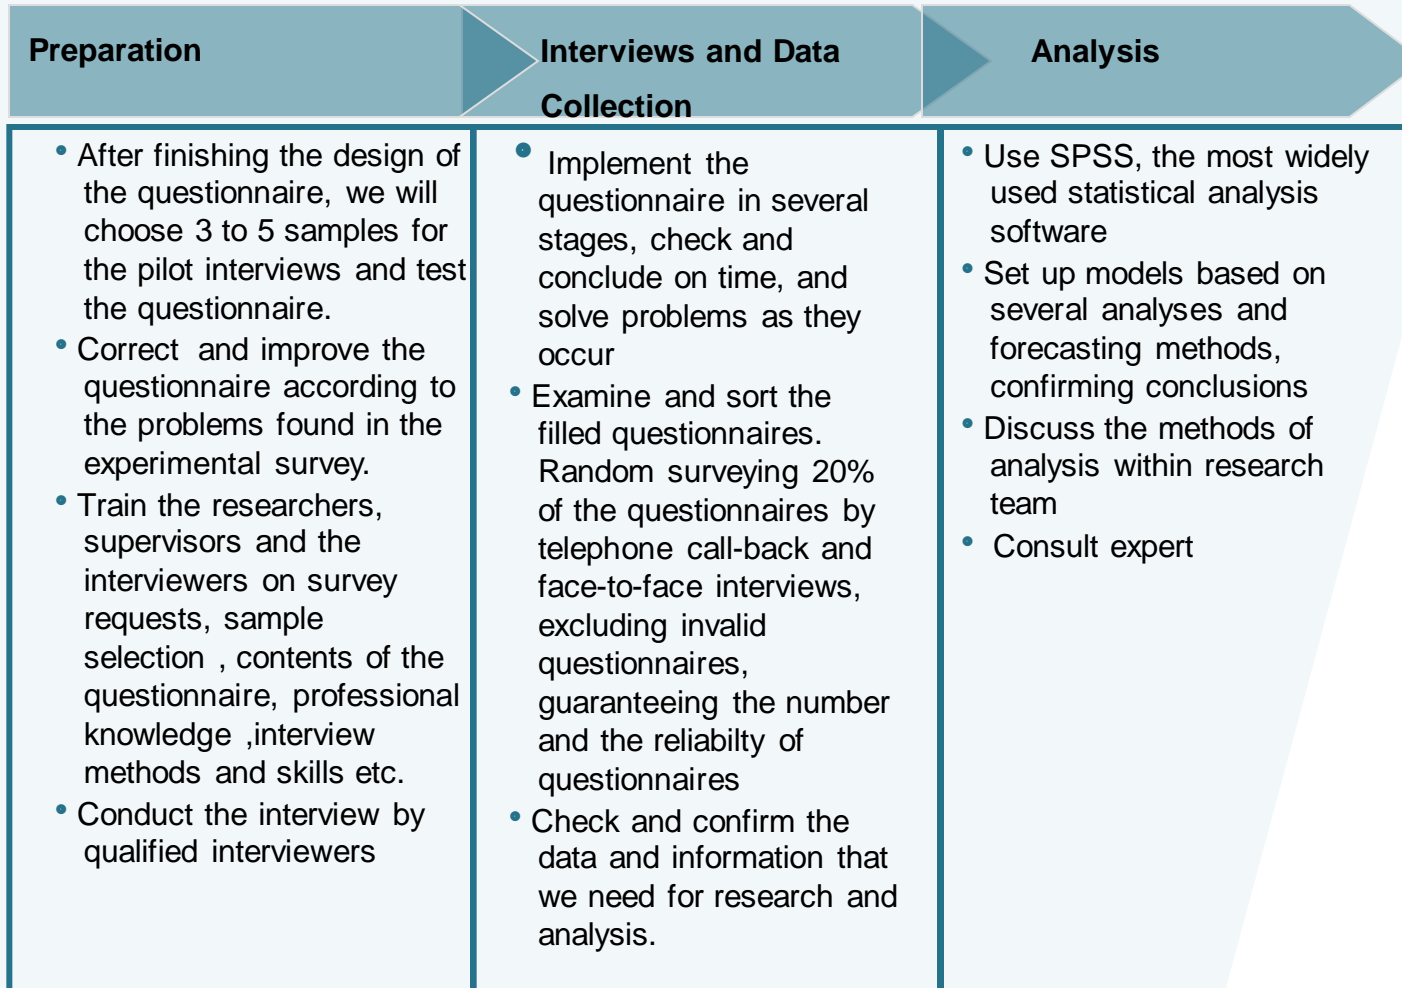 Preparation
Interviews and Data
Collection
Analysis
• After finishing the design of
the questionnaire, we will
choose 3 to 5 samples for
the pilot interviews and test
the questionnaire.
• Correct and improve the
questionnaire according to
the problems found in the
experimental survey.
• Train the researchers,
supervisors and the
interviewers on survey
requests, sample
selection , contents of the
questionnaire, professional
knowledge ,interview
methods and skills etc.
• Conduct the interview by
qualified interviewers
• Implement the
questionnaire in several
stages, check and
conclude on time, and
solve problems as they
occur
• Examine and sort the
filled questionnaires.
Random surveying 20%
of the questionnaires by
telephone call-back and
face-to-face interviews,
excluding invalid
questionnaires,
guaranteeing the number
and the reliabilty of
questionnaires
• Check and confirm the
data and information that
we need for research and
analysis.
• Use SPSS, the most widely
used statistical analysis
software
• Set up models based on
several analyses and
forecasting methods,
confirming conclusions
• Discuss the methods of
analysis within research
team
• Consult expert